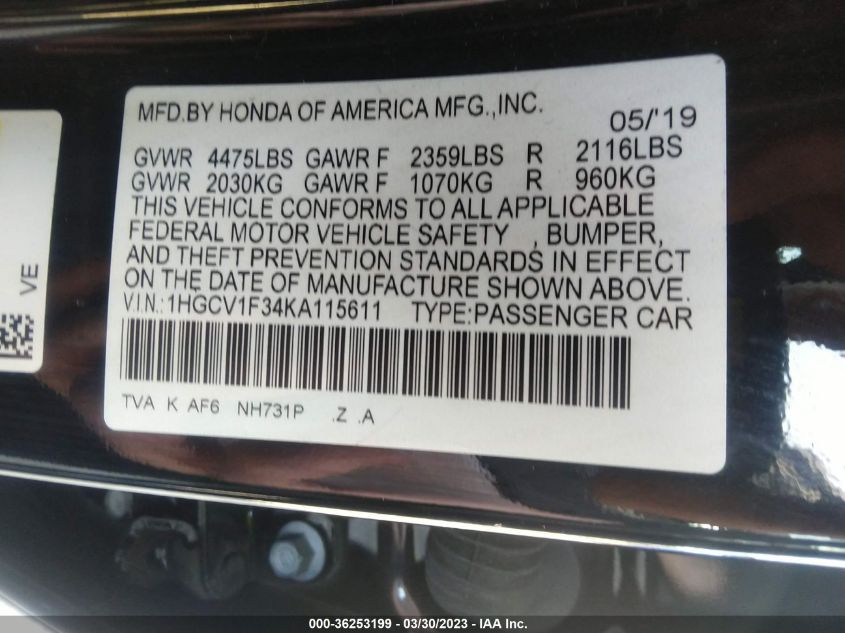 MFD.BY HONDA OF AMERICA MFG.,INC. 05/'19
GVWR 4475LBS GAWR F 2359LBS R 2116LBS
GVWR 2030KG GAWR F 1070KG R 960KG
THIS VEHICLE CONFORMS TO ALL APPLICABLE
FEDERAL MOTOR VEHICLE SAFETY , BUMPER,
AND THEFT PREVENTION STANDARDS IN EFFECT
ON THE DATE OF MANUFACTURE SHOWN ABOVE.
V.I.N.:1HGCV1F34KA115611 TYPE:PASSENGER CAR
TVA K AF6 NH731P .Z .A
VE
000-36253199 — 03/30/2023 — IAA Inc.